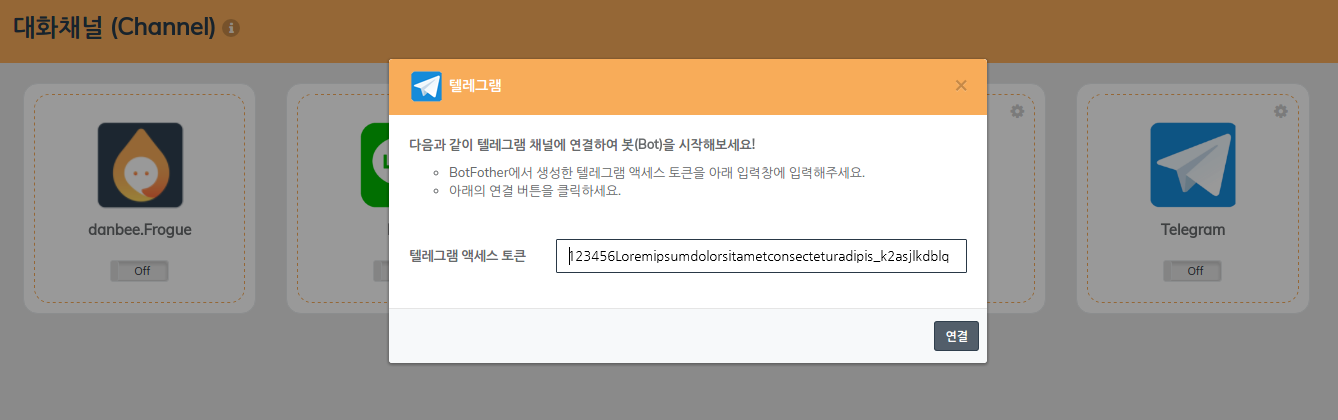 대화채널 (Channel)
텔레그램
다음과 같이 텔레그램 채널에 연결하여 봇(Bot)을 시작해보세요!
BotFother에서 생성한 텔레그램 액세스 토큰을 아래 입력창에 입력해주세요.
아래의 연결 버튼을 클릭하세요.
텔레그램 액세스 토큰
123456Loremipsumdolorsitametconsecteturadipis_k2asjlkdblq
연결
danbee.Frogue
Off
Telegram
Off